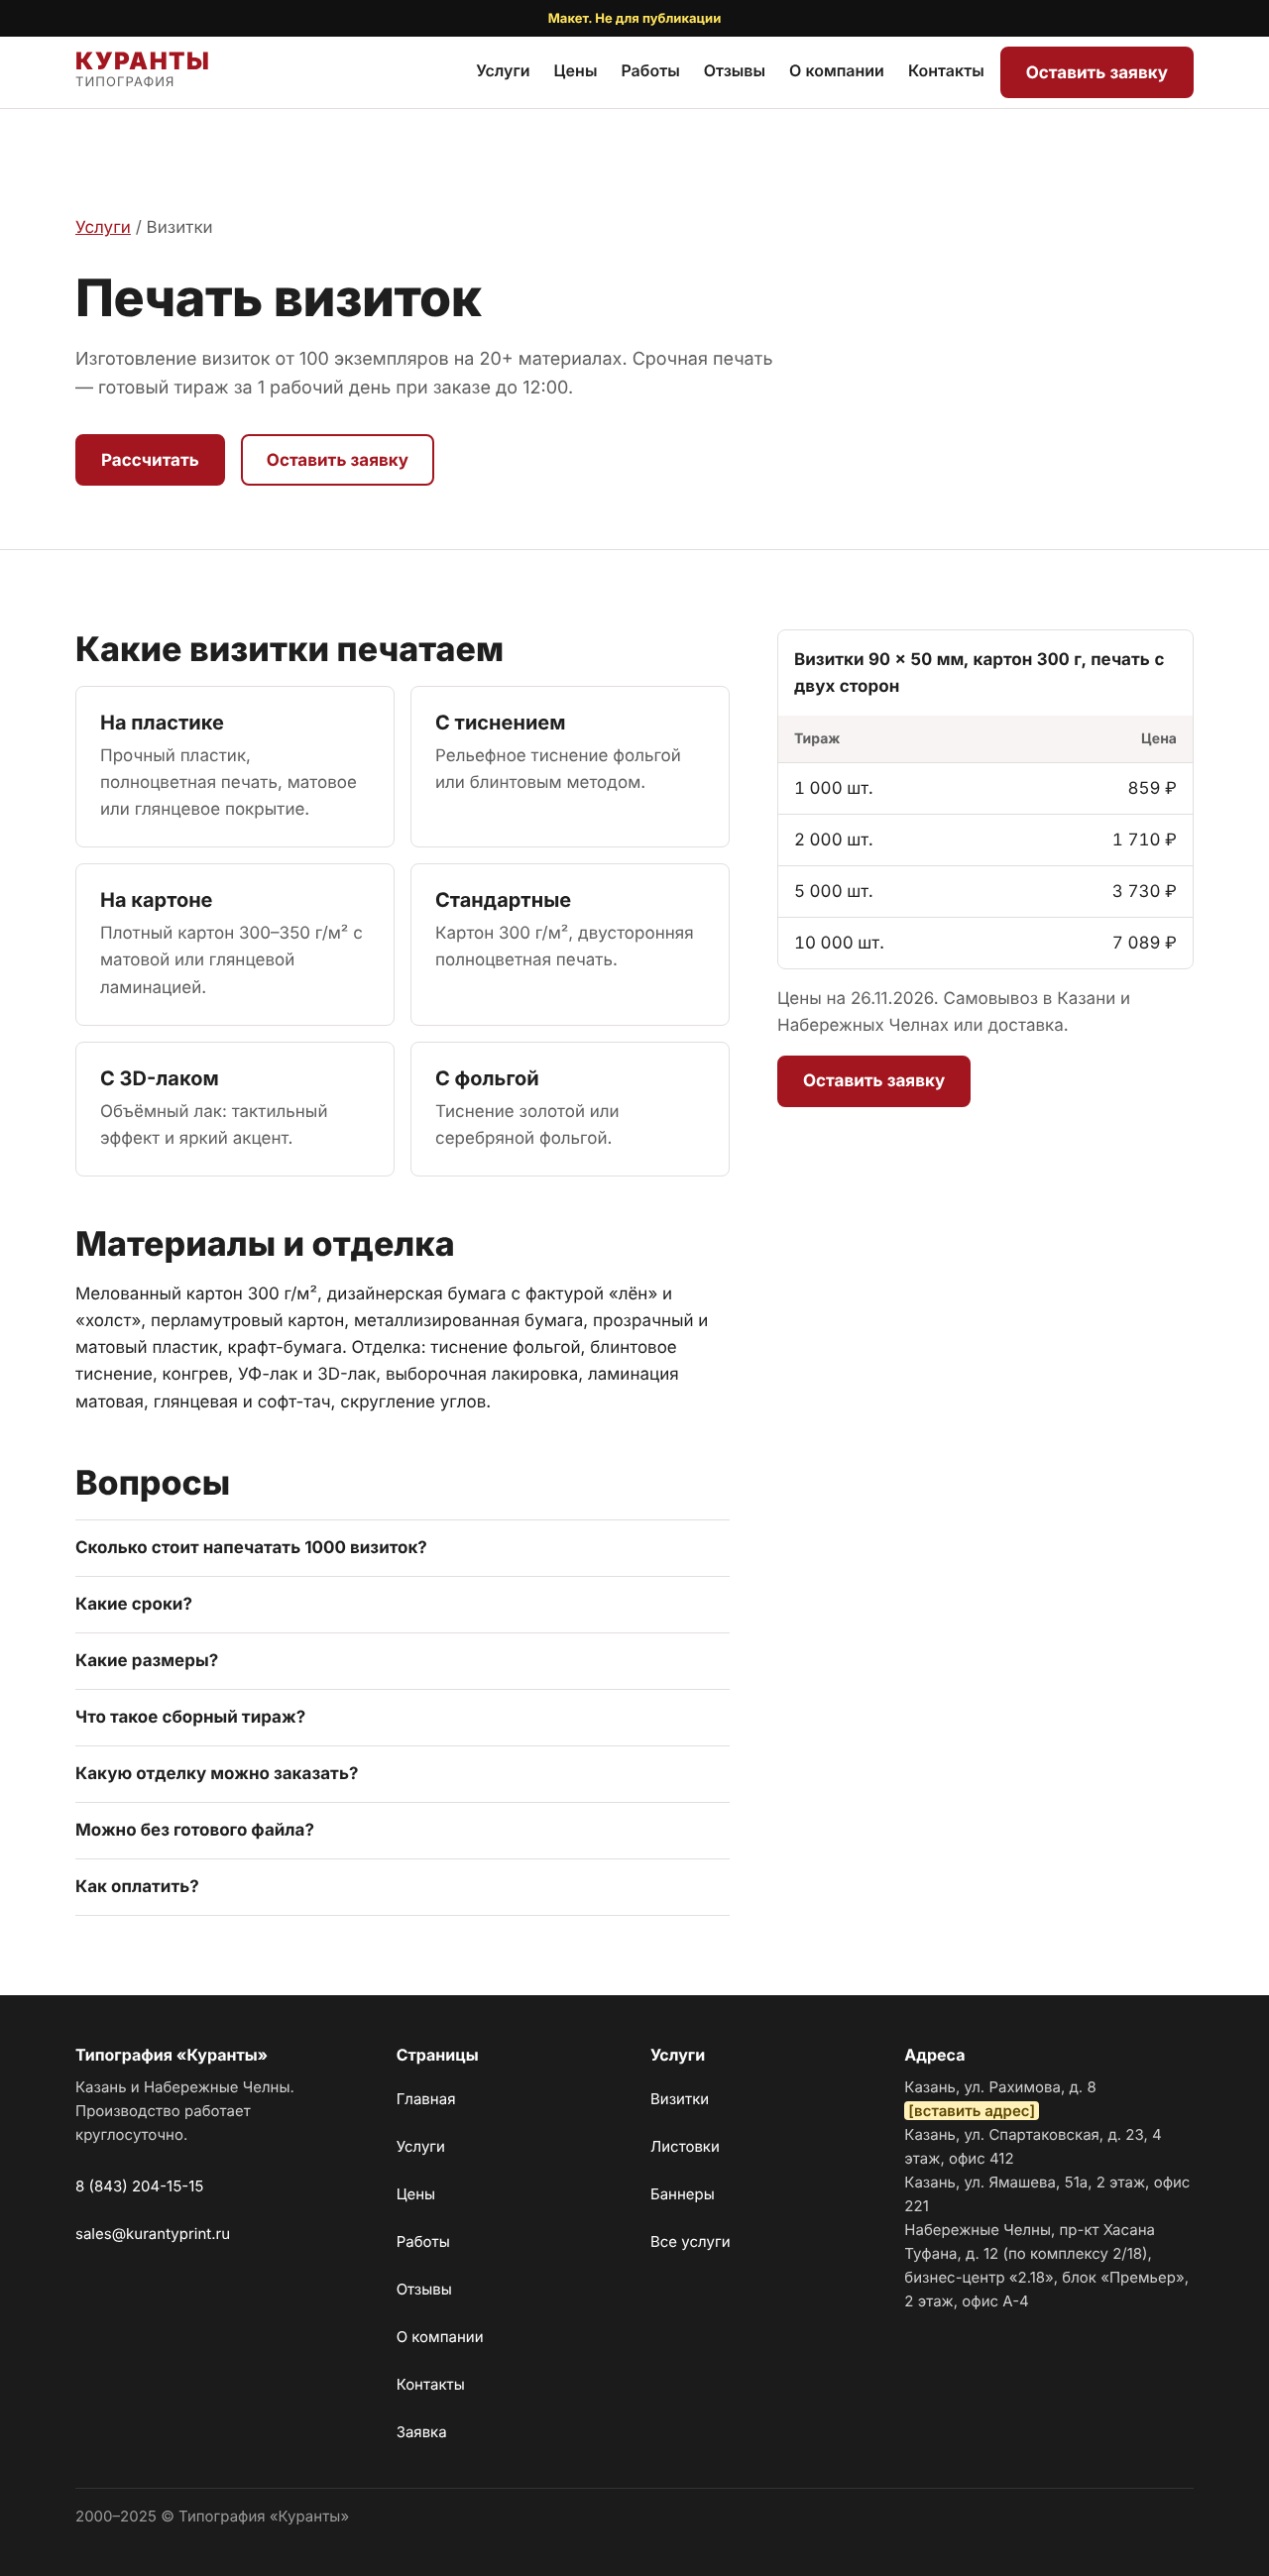 Макет. Не для публикации
КУРАНТЫ
ТИПОГРАФИЯ
Услуги Цены Работы Отзывы О компании Контакты Оставить заявку
Услуги / Визитки
Печать визиток
Изготовление визиток от 100 экземпляров на 20+ материалах. Срочная печать
— готовый тираж за 1 рабочий день при заказе до 12:00.
Рассчитать Оставить заявку
Какие визитки печатаем
На пластике
Прочный пластик,
полноцветная печать, матовое
или глянцевое покрытие.
С тиснением
Рельефное тиснение фольгой
или блинтовым методом.
На картоне
Плотный картон 300–350 г/м² с
матовой или глянцевой
ламинацией.
Стандартные
Картон 300 г/м², двусторонняя
полноцветная печать.
С 3D-лаком
Объёмный лак: тактильный
эффект и яркий акцент.
С фольгой
Тиснение золотой или
серебряной фольгой.
Визитки 90 × 50 мм, картон 300 г, печать с
двух сторон
Тираж Цена
1 000 шт. 859 ₽
2 000 шт. 1 710 ₽
5 000 шт. 3 730 ₽
10 000 шт. 7 089 ₽
Цены на 26.11.2026. Самовывоз в Казани и
Набережных Челнах или доставка.
Оставить заявку
Материалы и отделка
Мелованный картон 300 г/м², дизайнерская бумага с фактурой «лён» и
«холст», перламутровый картон, металлизированная бумага, прозрачный и
матовый пластик, крафт-бумага. Отделка: тиснение фольгой, блинтовое
тиснение, конгрев, УФ-лак и 3D-лак, выборочная лакировка, ламинация
матовая, глянцевая и софт-тач, скругление углов.
Вопросы
Сколько стоит напечатать 1000 визиток?
Какие сроки?
Какие размеры?
Что такое сборный тираж?
Какую отделку можно заказать?
Можно без готового файла?
Как оплатить?
Типография «Куранты»
Казань и Набережные Челны.
Производство работает
круглосуточно.
8 (843) 204-15-15
sales@kurantyprint.ru
Страницы
Главная
Услуги
Цены
Работы
Отзывы
О компании
Контакты
Заявка
Услуги
Визитки
Листовки
Баннеры
Все услуги
Адреса
Казань, ул. Рахимова, д. 8
[вставить адрес]
Казань, ул. Спартаковская, д. 23, 4
этаж, офис 412
Казань, ул. Ямашева, 51а, 2 этаж, офис
221
Набережные Челны, пр-кт Хасана
Туфана, д. 12 (по комплексу 2/18),
бизнес-центр «2.18», блок «Премьер»,
2 этаж, офис А-4
2000–2025 © Типография «Куранты»